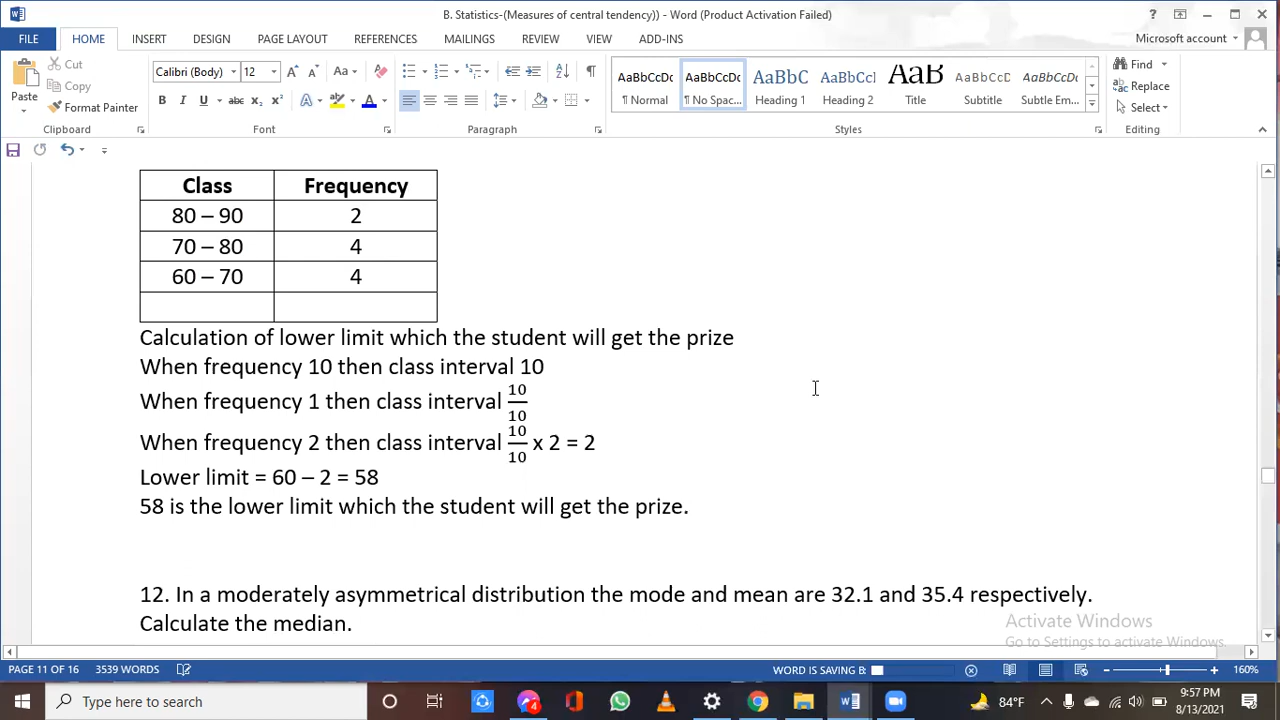 B. Statistics-(Measures of central tendency)) - Word (Product Activation Failed)
FILE HOME INSERT DESIGN PAGE LAYOUT REFERENCES MAILINGS REVIEW VIEW ADD-INS Microsoft account
Cut
Copy
Format Painter
Paste
Calibri (Body) 12
AaBbCcDc AaBbCcDc AaBbC AaBbCcl AaB AaBbCcD AaBbCcDc
¶ Normal ¶ No Spac... Heading 1 Heading 2 Title Subtitle Subtle Em...
Find
Replace
Select
Clipboard Font Paragraph Styles Editing
Class Frequency
80 – 90 2
70 – 80 4
60 – 70 4
Calculation of lower limit which the student will get the prize
When frequency 10 then class interval 10
When frequency 1 then class interval 10/10
When frequency 2 then class interval 10/10 x 2 = 2
Lower limit = 60 – 2 = 58
58 is the lower limit which the student will get the prize.
12. In a moderately asymmetrical distribution the mode and mean are 32.1 and 35.4 respectively.
Calculate the median.
Activate Windows
Go to Settings to activate Windows.
PAGE 11 OF 16 3539 WORDS WORD IS SAVING B: 160%
Type here to search
4
84°F
9:57 PM
8/13/2021